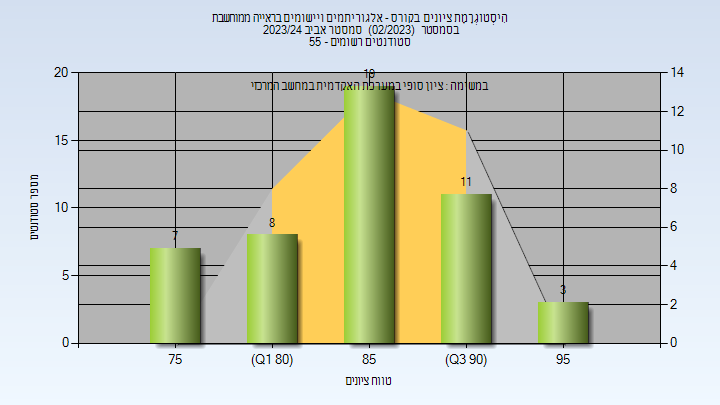 היסטוגרמת ציונים בקורס - אלגוריתמים ויישומים בראייה ממוחשבת
בסמסטר (02/2023) סמסטר אביב 2023/24
סטודנטים רשומים - 55
במשימה : ציון סופי במערכת האקדמית במחשב המרכזי
20
15
10
5
0
מספר סטודנטים
14
12
10
8
6
4
2
0
7
8
19
11
3
75
(Q1 80)
85
(Q3 90)
95
טווח ציונים